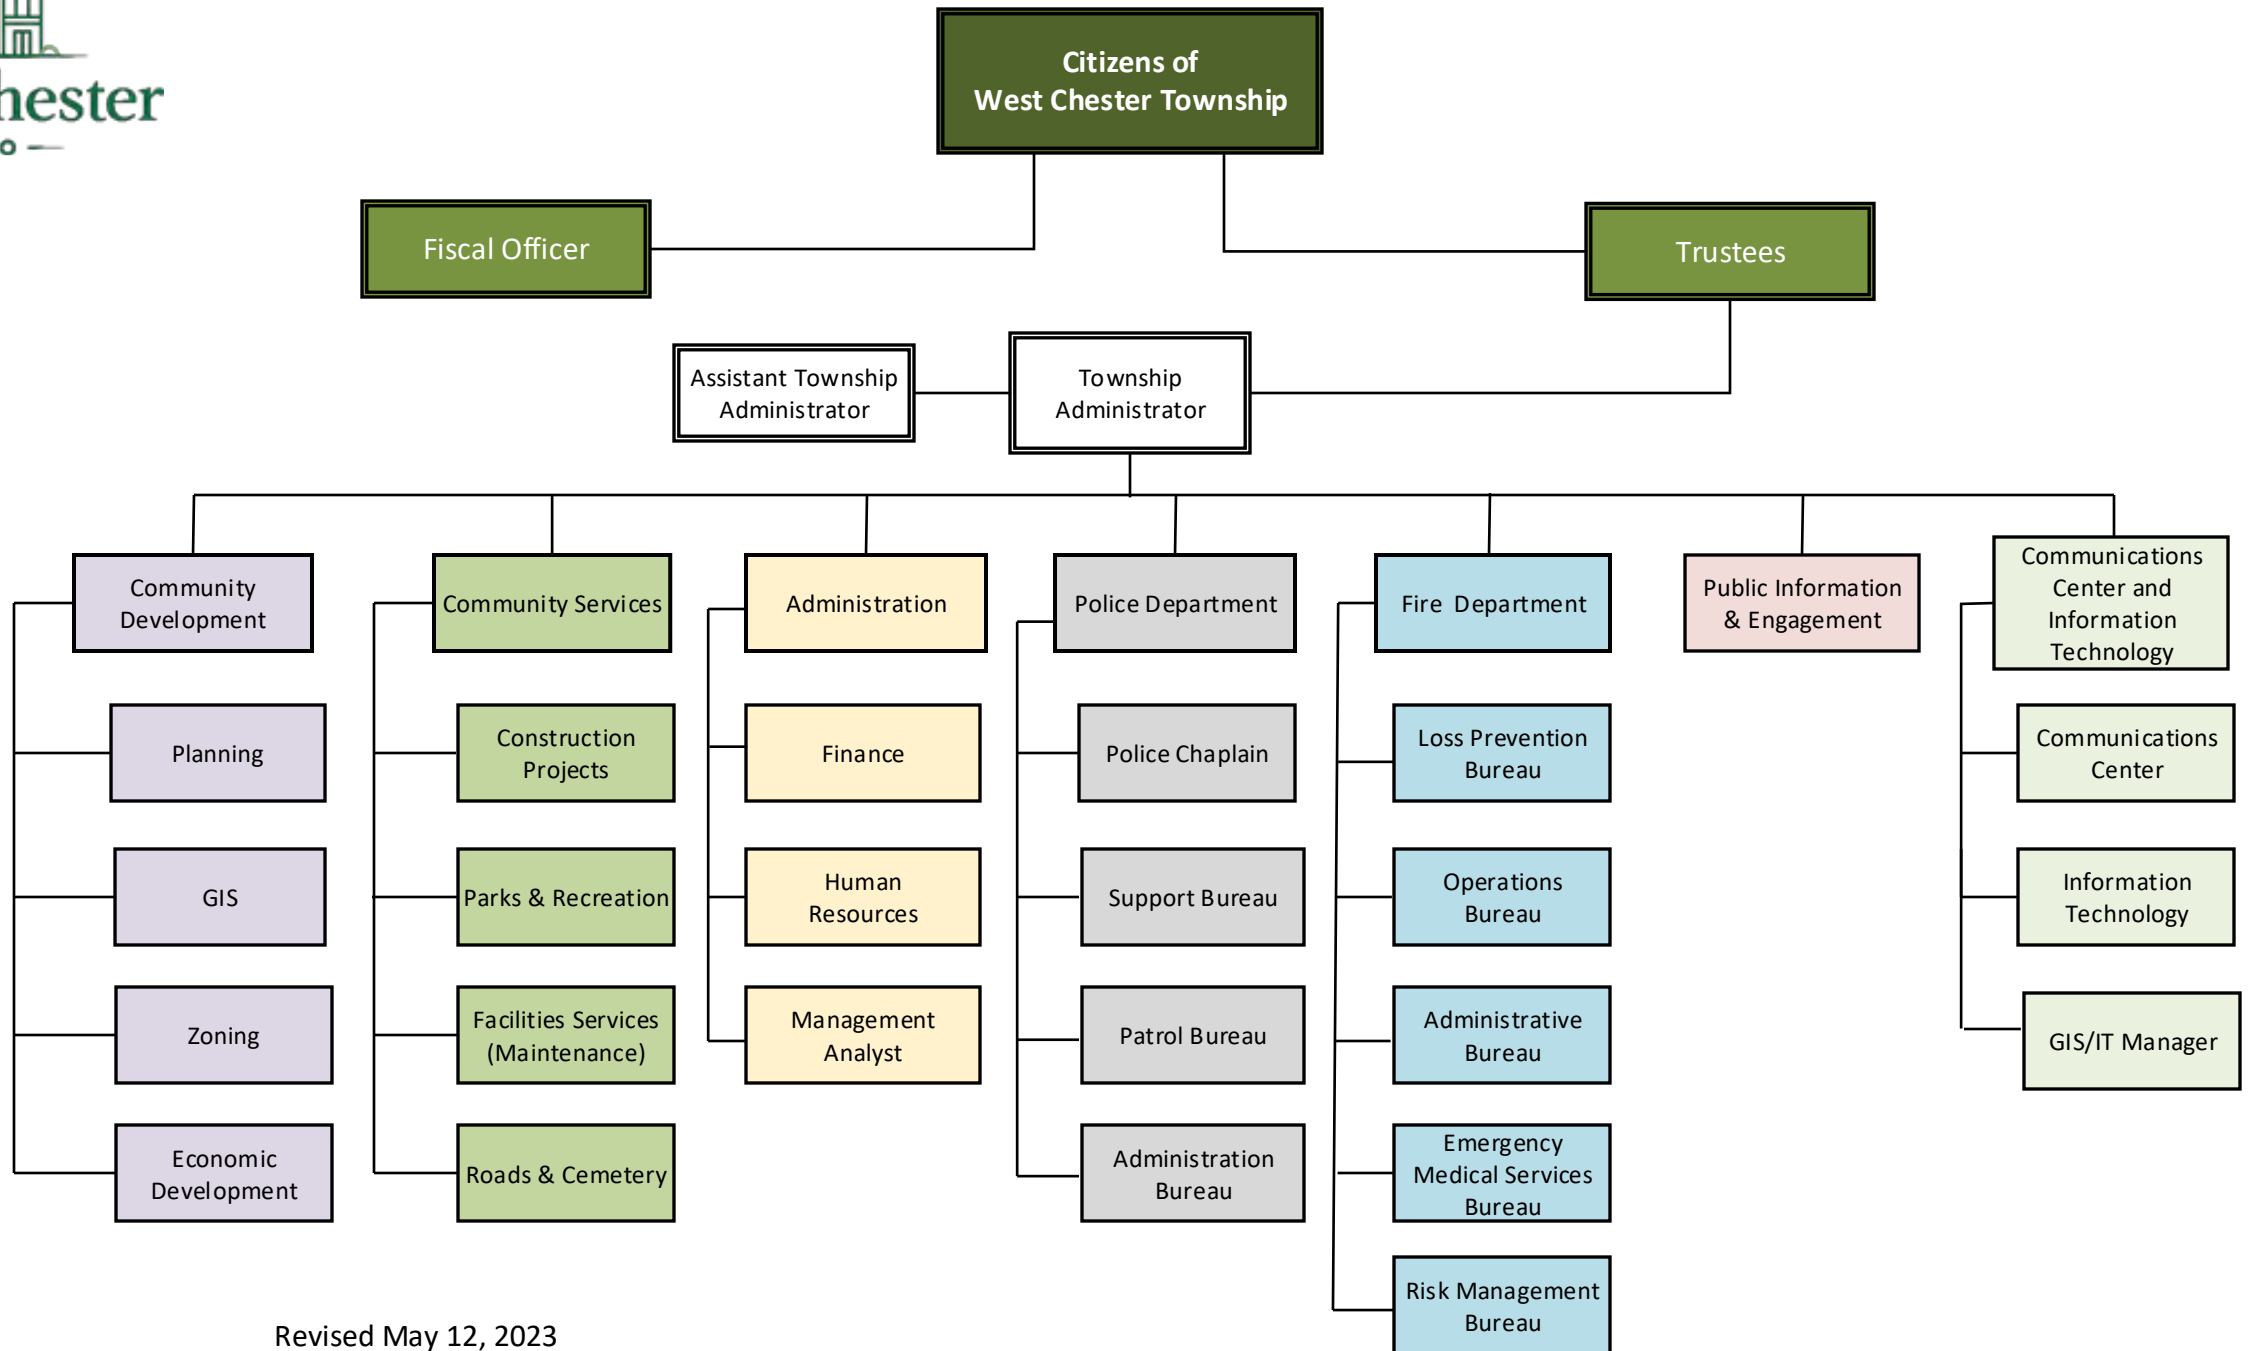 hester
Citizens of
West Chester Township
Fiscal Officer
Trustees
Assistant Township
Administrator
Township
Administrator
Community
Development
Planning
GIS
Zoning
Economic
Development
Community Services
Construction
Projects
Parks & Recreation
Facilities Services
(Maintenance)
Roads & Cemetery
Administration
Finance
Human
Resources
Management
Analyst
Police Department
Police Chaplain
Support Bureau
Patrol Bureau
Administration
Bureau
Fire Department
Loss Prevention
Bureau
Operations
Bureau
Administrative
Bureau
Emergency
Medical Services
Bureau
Risk Management
Bureau
Public Information
& Engagement
Communications
Center and
Information
Technology
Communications
Center
Information
Technology
GIS/IT Manager
Revised May 12, 2023